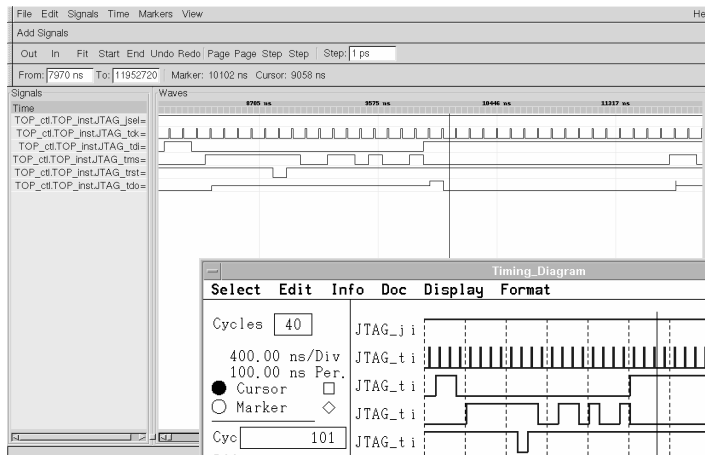 File Edit Signals Time Markers View He
Add Signals
Out In Fit Start End Undo Redo Page Page Step Step Step: 1 ps
From: 7970 ns To: 11952720 Marker: 10102 ns Cursor: 9058 ns
Signals Waves
Time 8705 ns 9575 ns 10446 ns 11317 ns
TOP_ctl.TOP_inst.JTAG_jsel=
TOP_ctl.TOP_inst.JTAG_tck=
TOP_ctl.TOP_inst.JTAG_tdi=
TOP_ctl.TOP_inst.JTAG_tms=
TOP_ctl.TOP_inst.JTAG_trst=
TOP_ctl.TOP_inst.JTAG_tdo=
Timing_Diagram
Select Edit Info Doc Display Format
Cycles 40
400.00 ns/Div
100.00 ns Per.
Cursor
Marker
Cyc 101
JTAG_j i
JTAG_t i
JTAG_t i
JTAG_t i
JTAG_t i